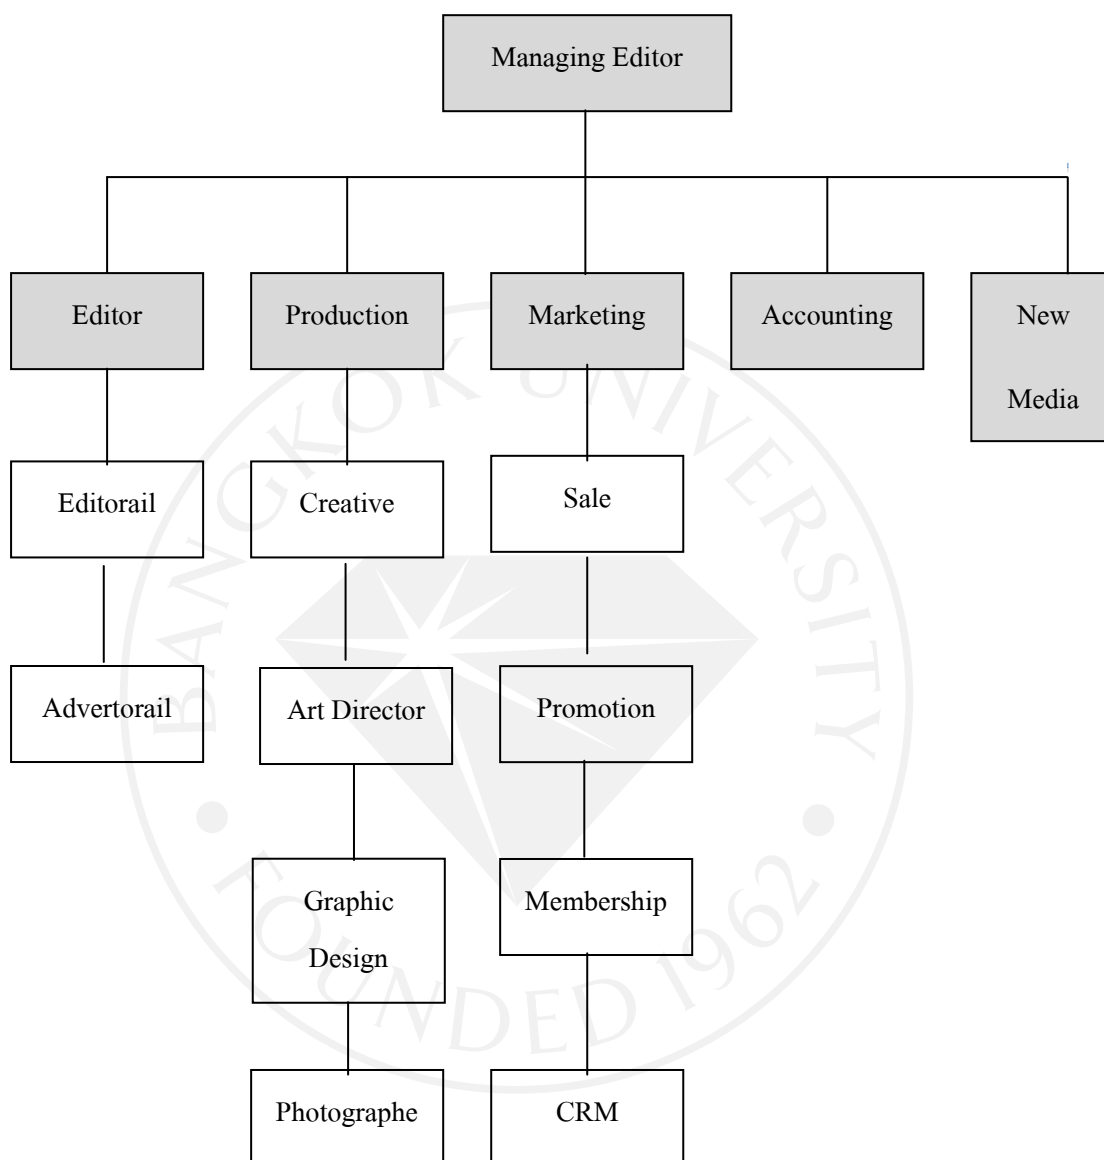 Managing Editor
Editor
Production
Marketing
Accounting
New
Media
Editorail
Creative
Sale
Advertorail
Art Director
Promotion
Graphic
Design
Membership
Photographe
CRM
BANGKOK UNIVERSITY
FOUNDED 1962